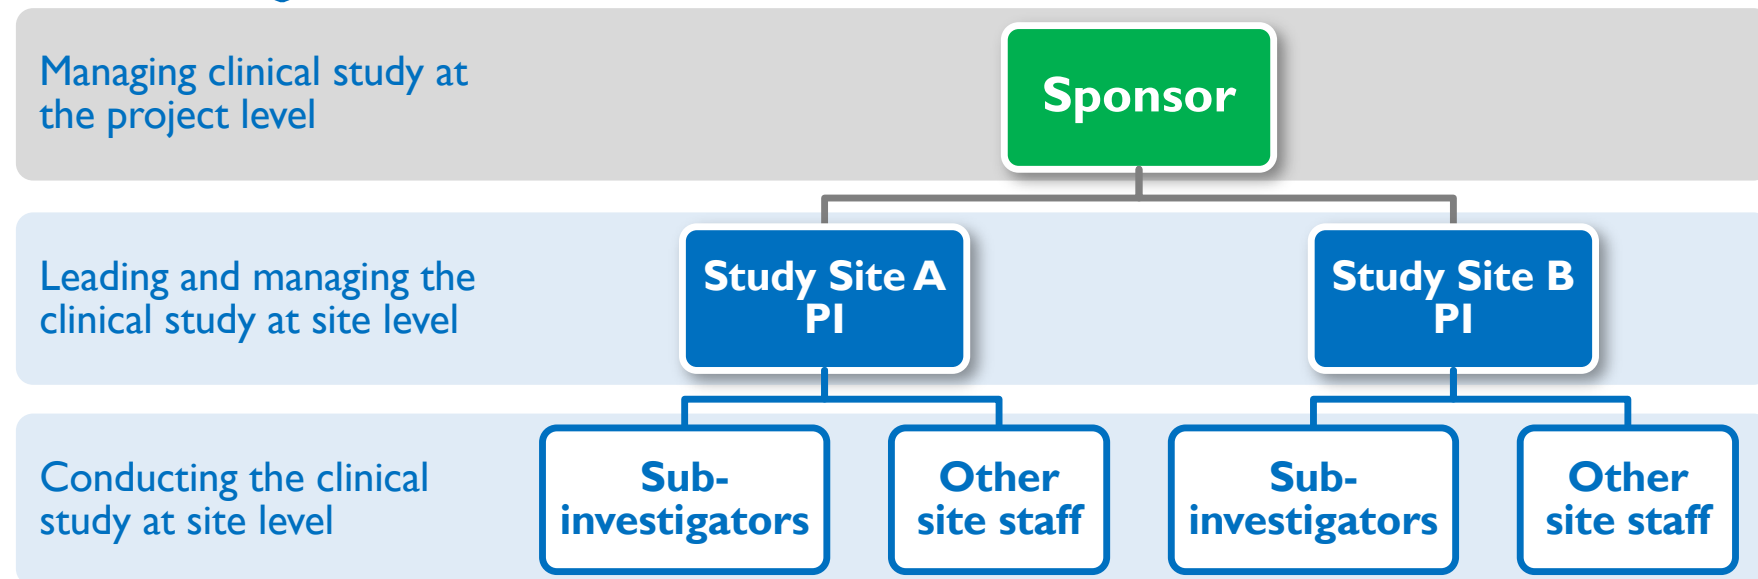 Managing clinical study at
the project level
Sponsor
Leading and managing the
clinical study at site level
Study Site A
PI
Study Site B
PI
Conducting the clinical
study at site level
Sub-
investigators
Other
site staff
Sub-
investigators
Other
site staff